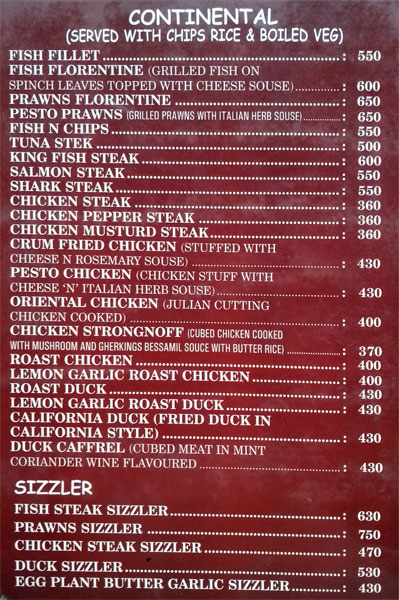 CONTINENTAL
(SERVED WITH CHIPS RICE & BOILED VEG)
FISH FILLET : 550
FISH FLORENTINE (GRILLED FISH ON
SPINCH LEAVES TOPPED WITH CHEESE SOUSE) : 600
PRAWNS FLORENTINE : 650
PESTO PRAWNS (GRILLED PRAWNS WITH ITALIAN HERB SOUSE) : 650
FISH N CHIPS : 550
TUNA STEK : 500
KING FISH STEAK : 600
SALMON STEAK : 550
SHARK STEAK : 550
CHICKEN STEAK : 360
CHICKEN PEPPER STEAK : 360
CHICKEN MUSTURD STEAK : 360
CRUM FRIED CHICKEN (STUFFED WITH
CHEESE N ROSEMARY SOUSE) : 430
PESTO CHICKEN (CHICKEN STUFF WITH
CHEESE 'N' ITALIAN HERB SOUSE) : 430
ORIENTAL CHICKEN (JULIAN CUTTING
CHICKEN COOKED) : 400
CHICKEN STRONGNOFF (CUBED CHICKEN COOKED
WITH MUSHROOM AND GHERKINGS BESSAMIL SOUCE WITH BUTTER RICE) : 370
ROAST CHICKEN : 400
LEMON GARLIC ROAST CHICKEN : 400
ROAST DUCK : 430
LEMON GARLIC ROAST DUCK : 430
CALIFORNIA DUCK (FRIED DUCK IN
CALIFORNIA STYLE) : 430
DUCK CAFFREL (CUBED MEAT IN MINT
CORIANDER WINE FLAVOURED : 430
SIZZLER
FISH STEAK SIZZLER : 630
PRAWNS SIZZLER : 750
CHICKEN STEAK SIZZLER : 470
DUCK SIZZLER : 530
EGG PLANT BUTTER GARLIC SIZZLER : 430